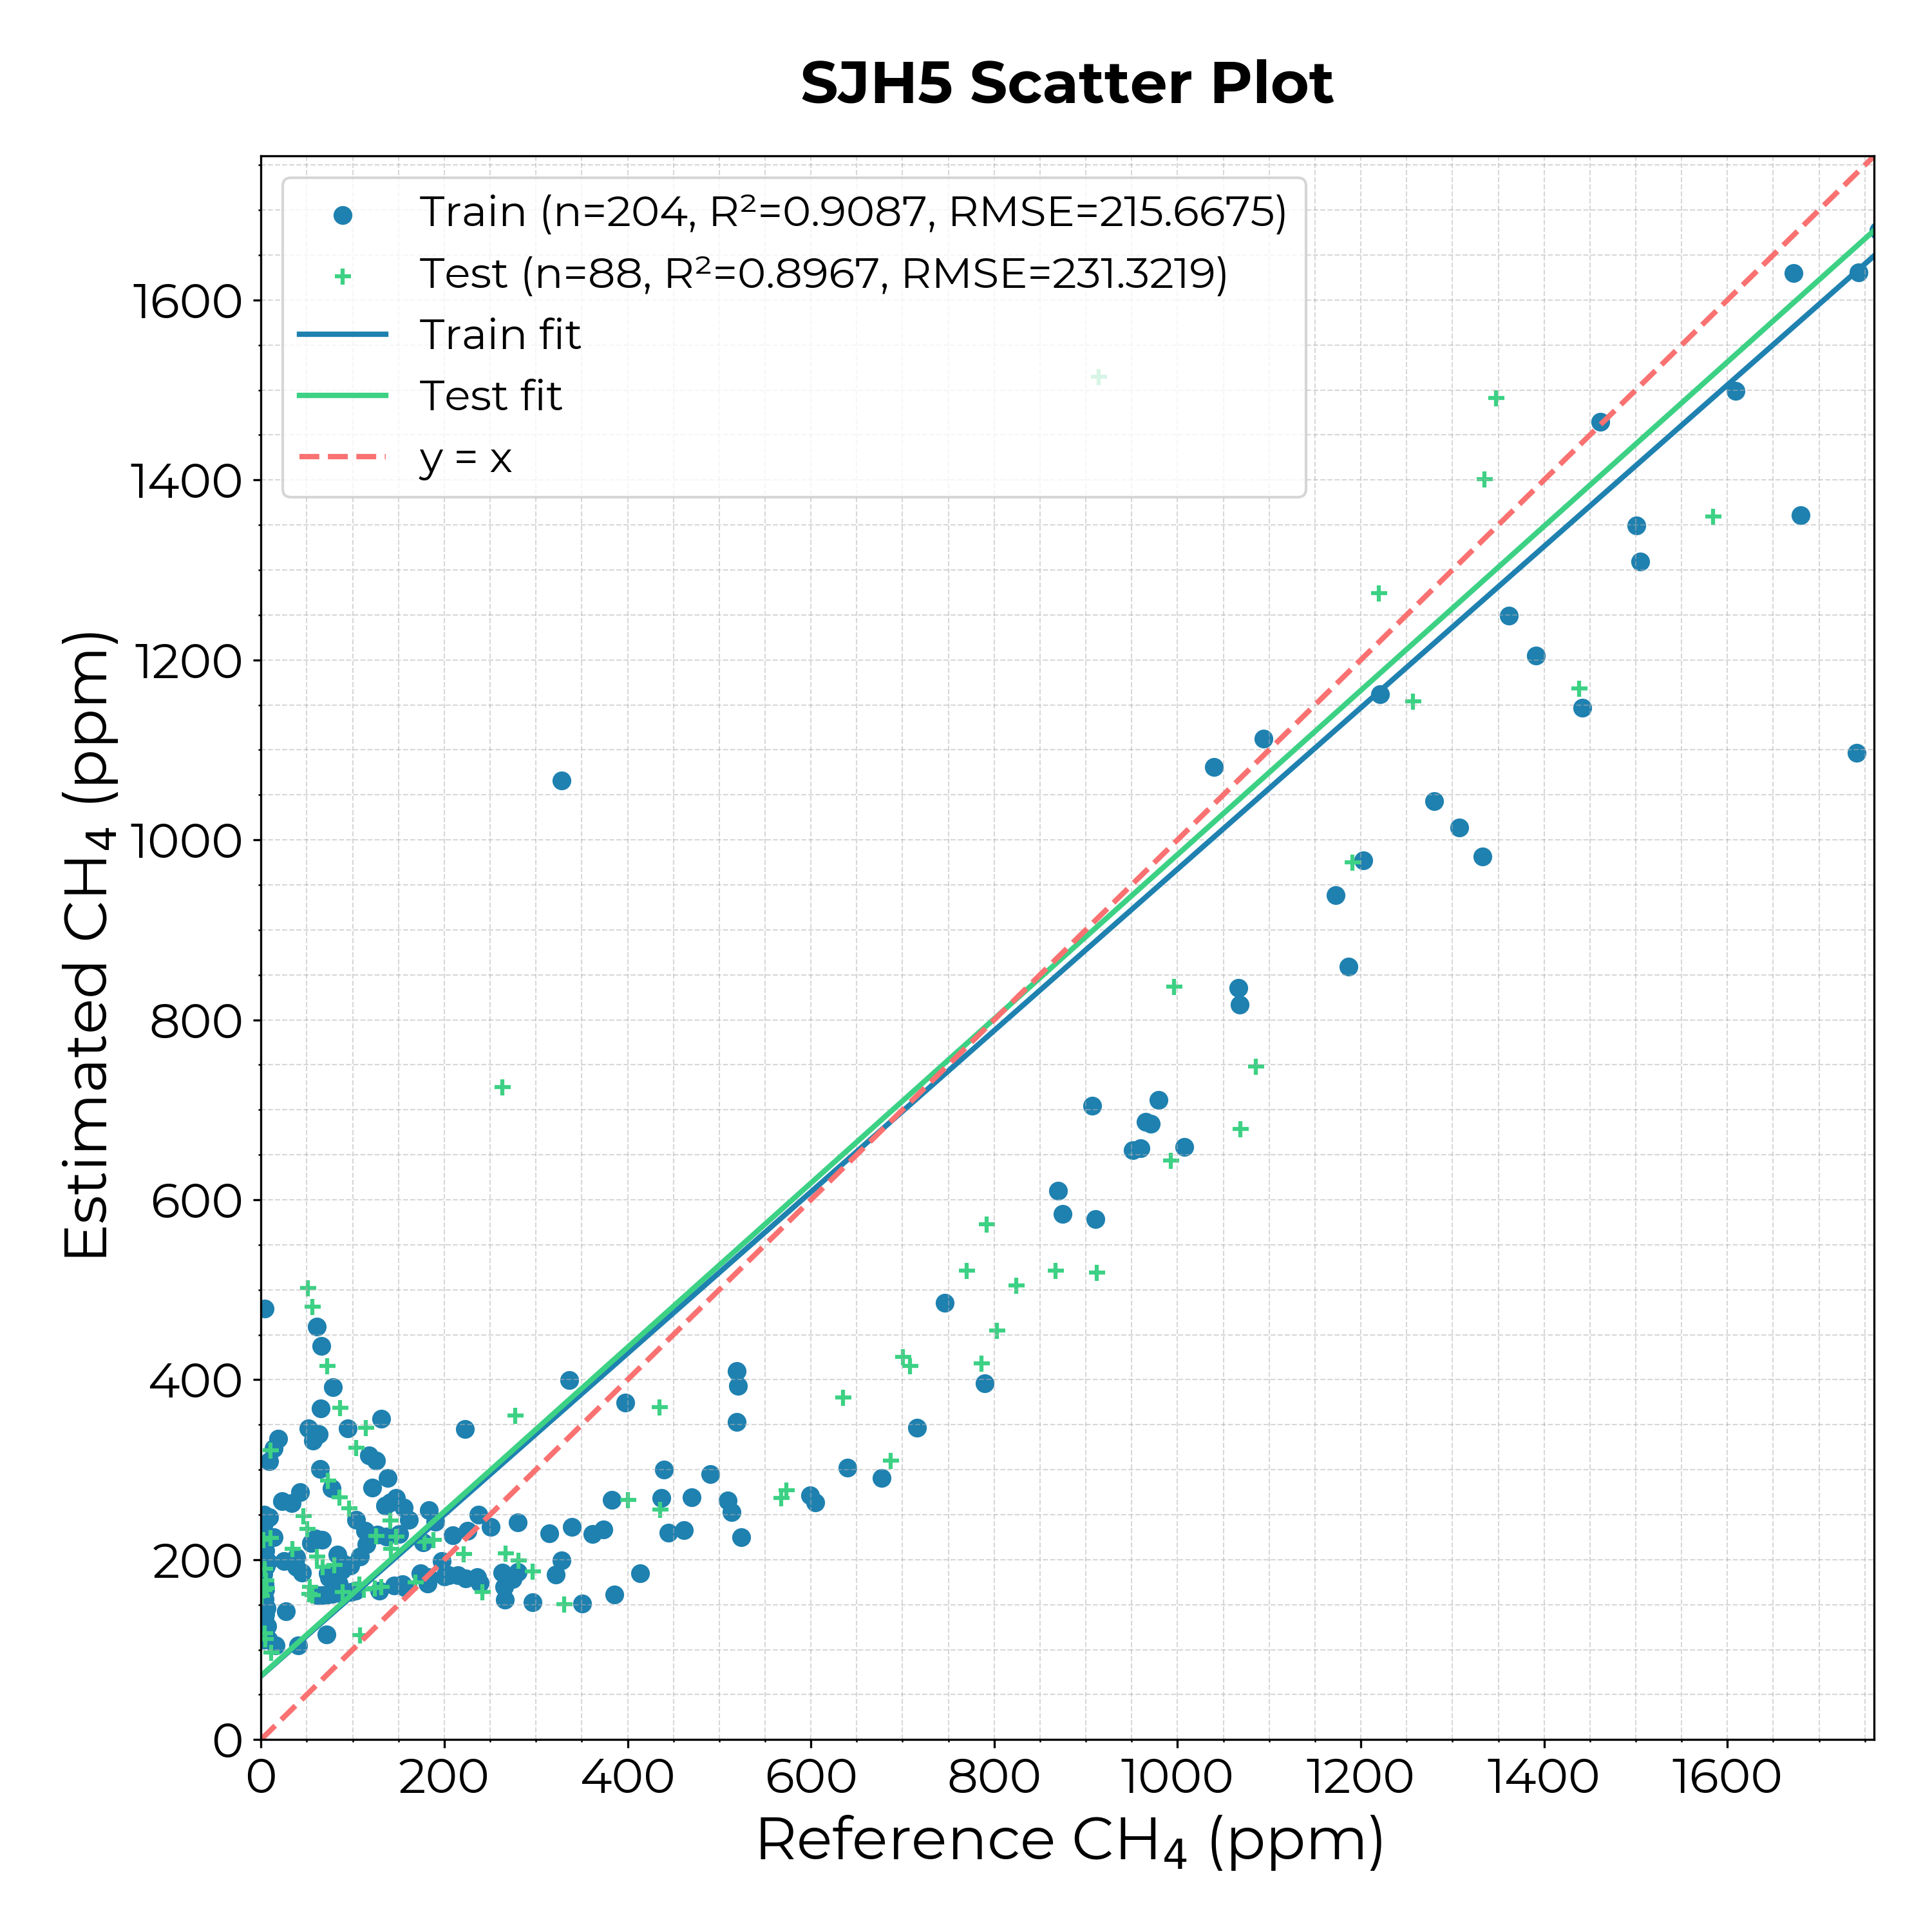 SJH5 Scatter Plot
Train (n=204, R²=0.9087, RMSE=215.6675)
Test (n=88, R²=0.8967, RMSE=231.3219)
Train fit
Test fit
y = x
1600
1400
1200
1000
800
600
400
200
0
Estimated CH₄ (ppm)
0 200 400 600 800 1000 1200 1400 1600
Reference CH₄ (ppm)